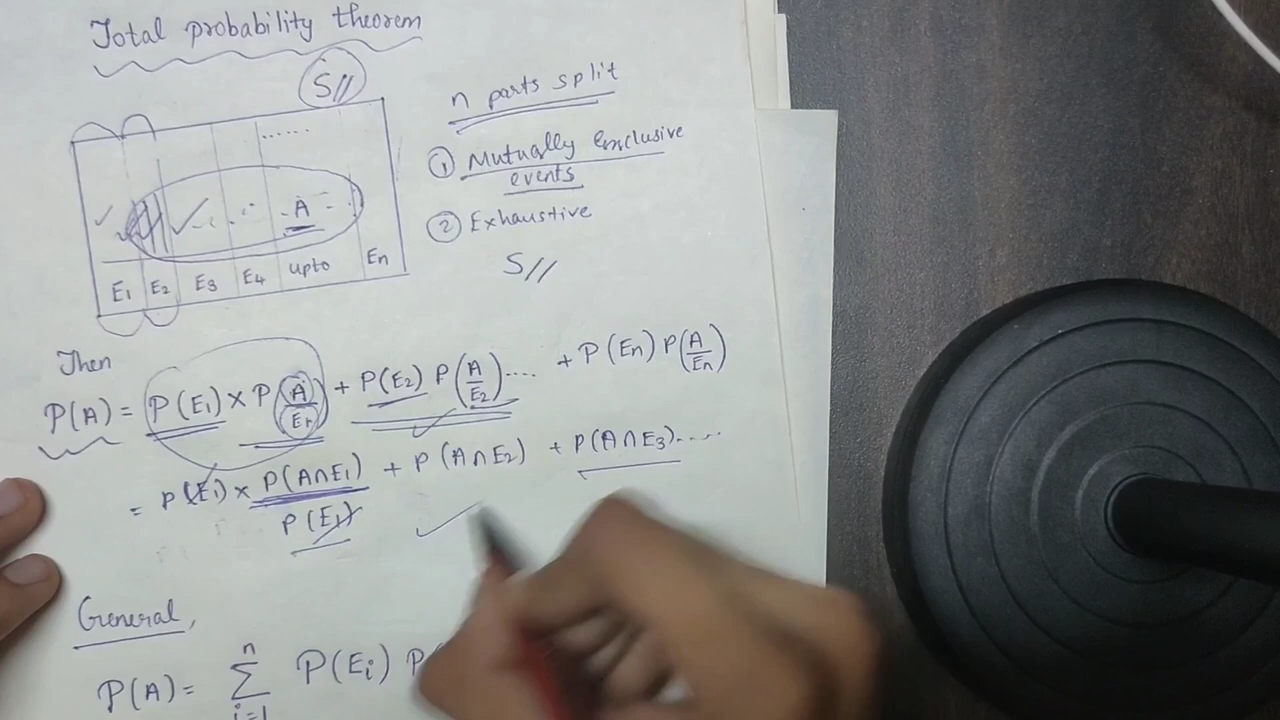 Total probability theorem
S//
n parts split
① Mutually exclusive
events
② Exhaustive
S//
......
A
E1 E2 E3 E4 upto En
Then
P(A) = P(E1) × P(A/E1) + P(E2) P(A/E2).... + P(En) P(A/En)
= P(E1) × P(A∩E1)/P(E1) + P(A∩E2) + P(A∩E3)....
General,
P(A) = n∑i=1 P(Ei) P(